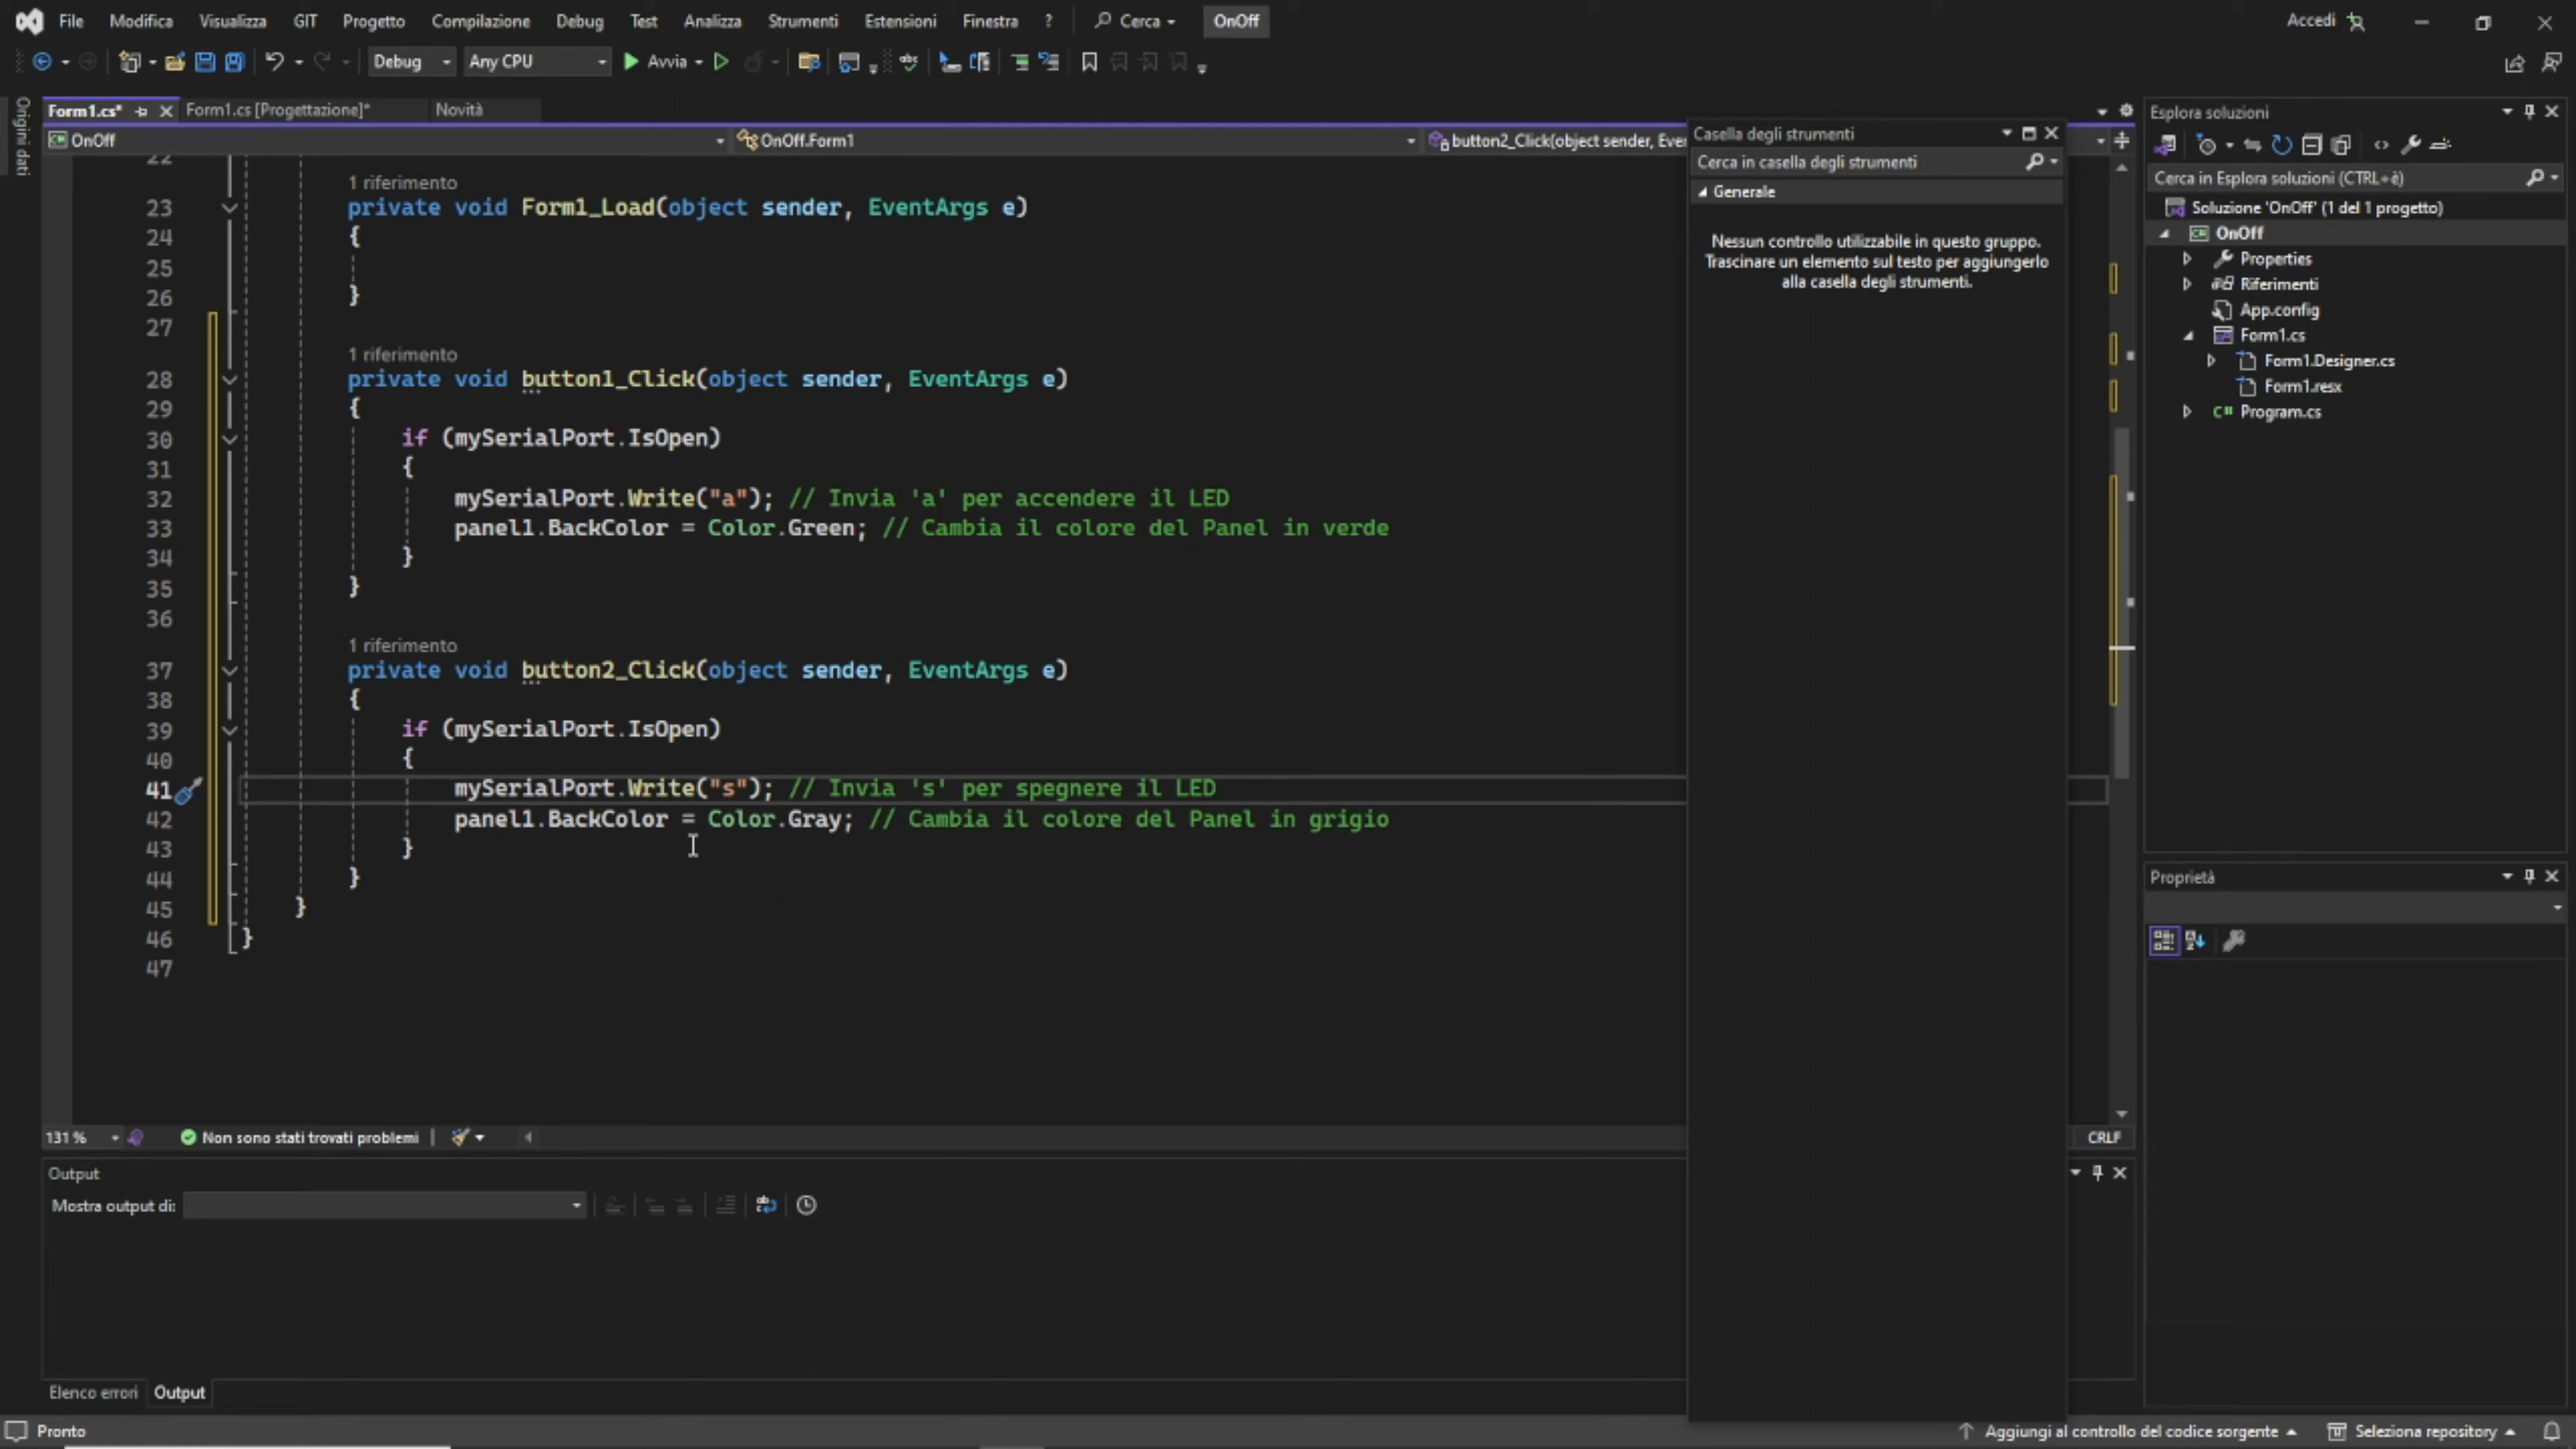 File Modifica Visualizza GIT Progetto Compilazione Debug Test Analizza Strumenti Estensioni Finestra ? Cerca OnOff Accedi
Debug Any CPU Avvia
Origini dati
Form1.cs* Form1.cs [Progettazione]* Novità
OnOff OnOff.Form1 button2_Click(object sender, Ever
22
1 riferimento
23 private void Form1_Load(object sender, EventArgs e)
24 {
25
26 }
27
1 riferimento
28 private void button1_Click(object sender, EventArgs e)
29 {
30 if (mySerialPort.IsOpen)
31 {
32 mySerialPort.Write("a"); // Invia 'a' per accendere il LED
33 panel1.BackColor = Color.Green; // Cambia il colore del Panel in verde
34 }
35 }
36
1 riferimento
37 private void button2_Click(object sender, EventArgs e)
38 {
39 if (mySerialPort.IsOpen)
40 {
41 mySerialPort.Write("s"); // Invia 's' per spegnere il LED
42 panel1.BackColor = Color.Gray; // Cambia il colore del Panel in grigio
43 }
44 }
45 }
46 }
47
131 % Non sono stati trovati problemi CRLF
Output
Mostra output di:
Elenco errori Output
Pronto Aggiungi al controllo del codice sorgente Seleziona repository
Casella degli strumenti
Cerca in casella degli strumenti
Generale
Nessun controllo utilizzabile in questo gruppo.
Trascinare un elemento sul testo per aggiungerlo
alla casella degli strumenti.
Esplora soluzioni
Cerca in Esplora soluzioni (CTRL+è)
Soluzione 'OnOff' (1 del 1 progetto)
OnOff
Properties
Riferimenti
App.config
Form1.cs
Form1.Designer.cs
Form1.resx
C# Program.cs
Proprietà